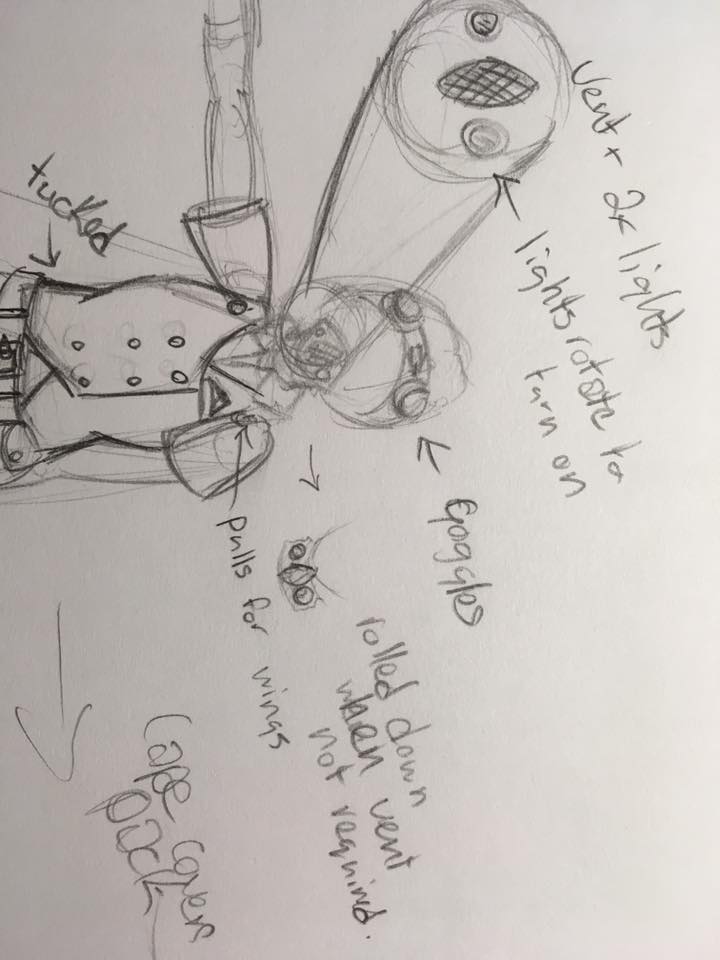 Vent + 2x lights
lights rotate to
turn on
Goggles
rolled down
when vent
not required.
pulls for wings
Cape covers
pack
tucked